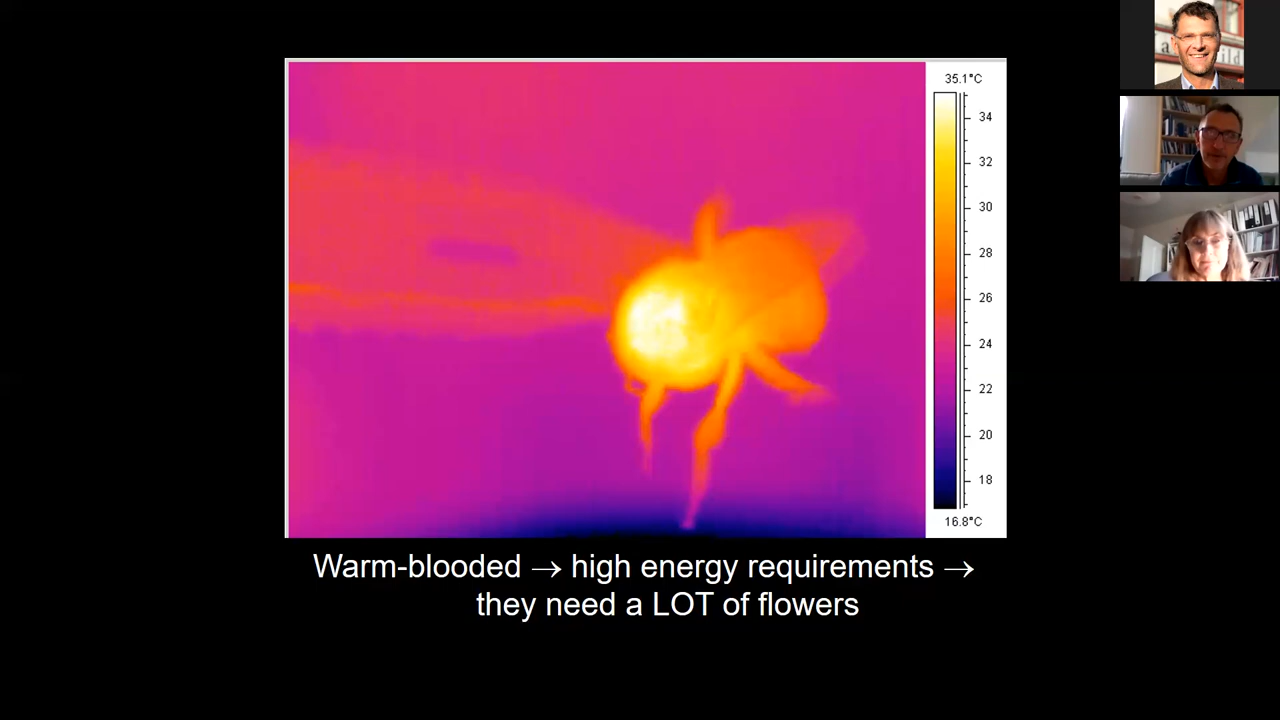 35.1°C
34
32
30
28
26
24
22
20
18
16.8°C
Warm-blooded → high energy requirements →
they need a LOT of flowers